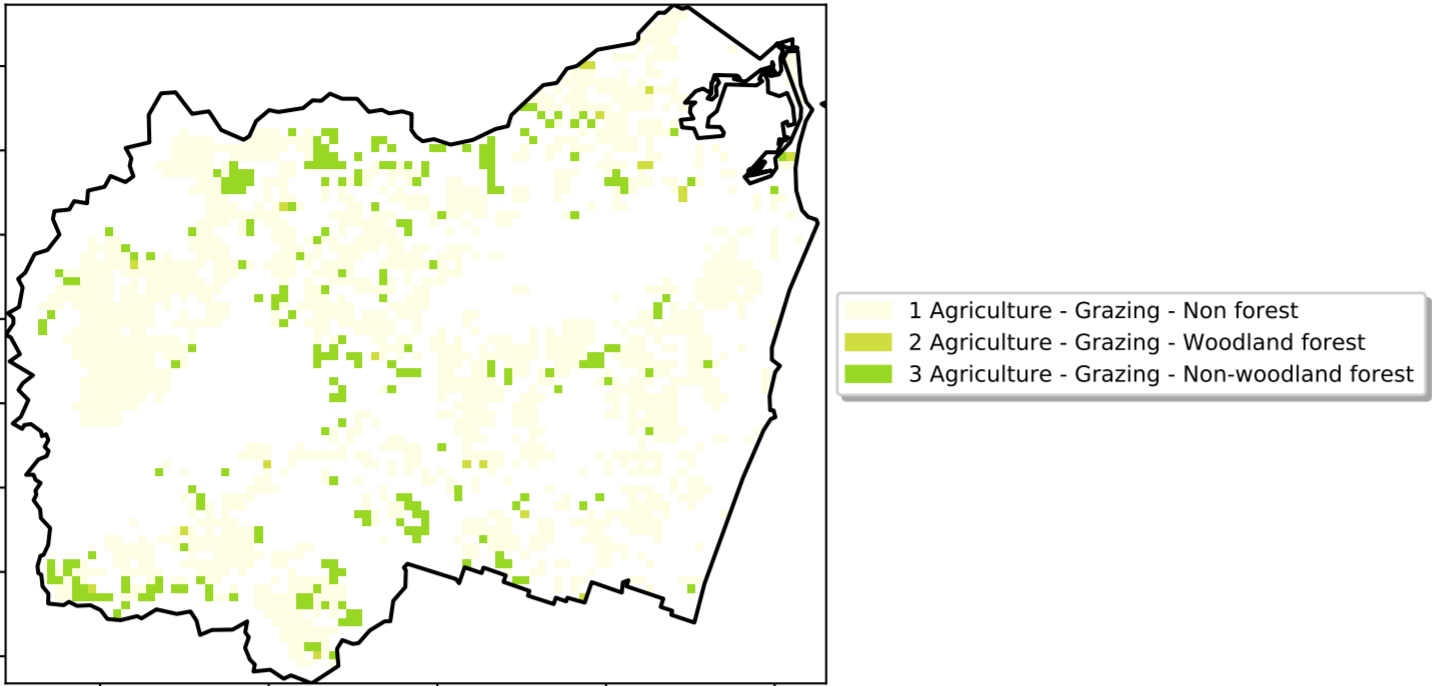 1 Agriculture - Grazing - Non forest
2 Agriculture - Grazing - Woodland forest
3 Agriculture - Grazing - Non-woodland forest